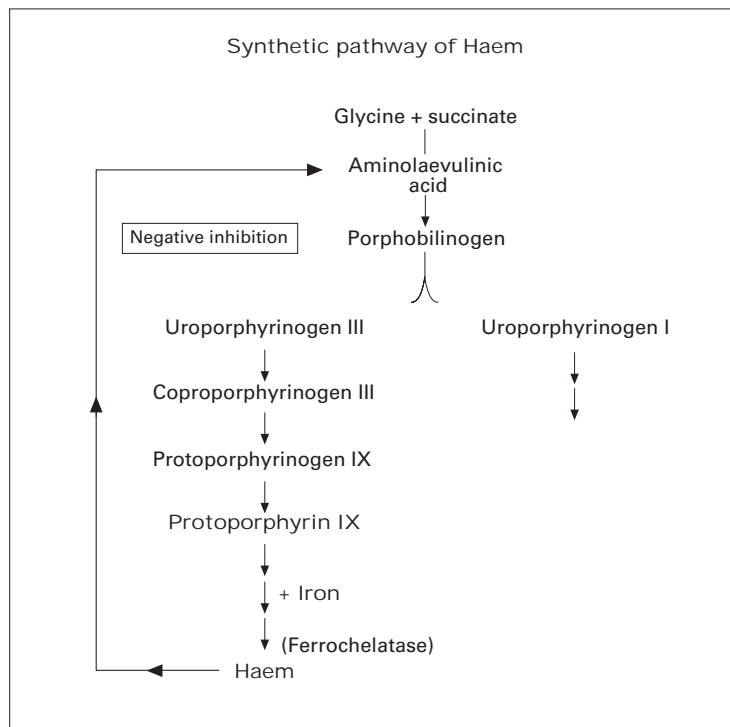 Synthetic pathway of Haem
Glycine + succinate
Aminolaevulinic
acid
Negative inhibition
Porphobilinogen
Uroporphyrinogen III
Uroporphyrinogen I
Coproporphyrinogen III
Protoporphyrinogen IX
Protoporphyrin IX
+ Iron
(Ferrochelatase)
Haem